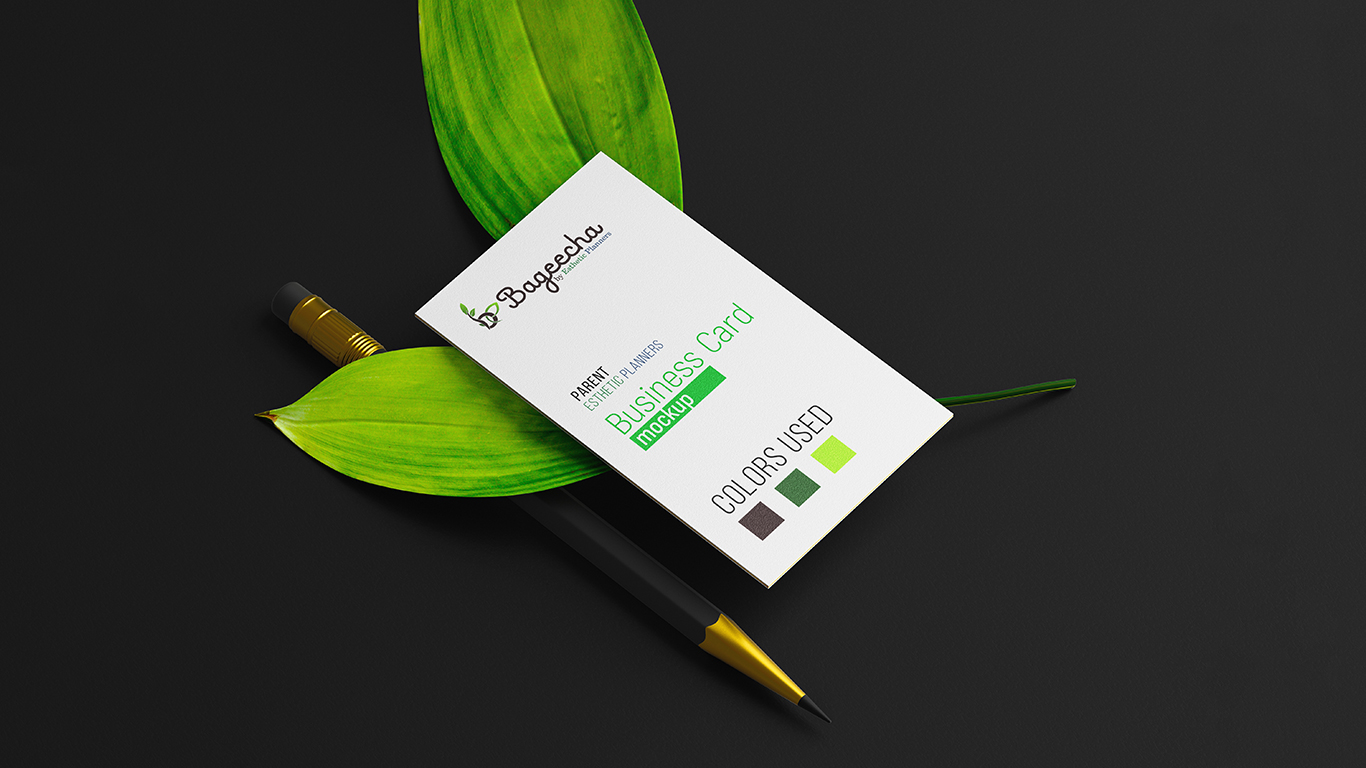 Bageecha
by Esthetic Planners
PARENT
ESTHETIC PLANNERS
Business Card
mockup
COLORS USED